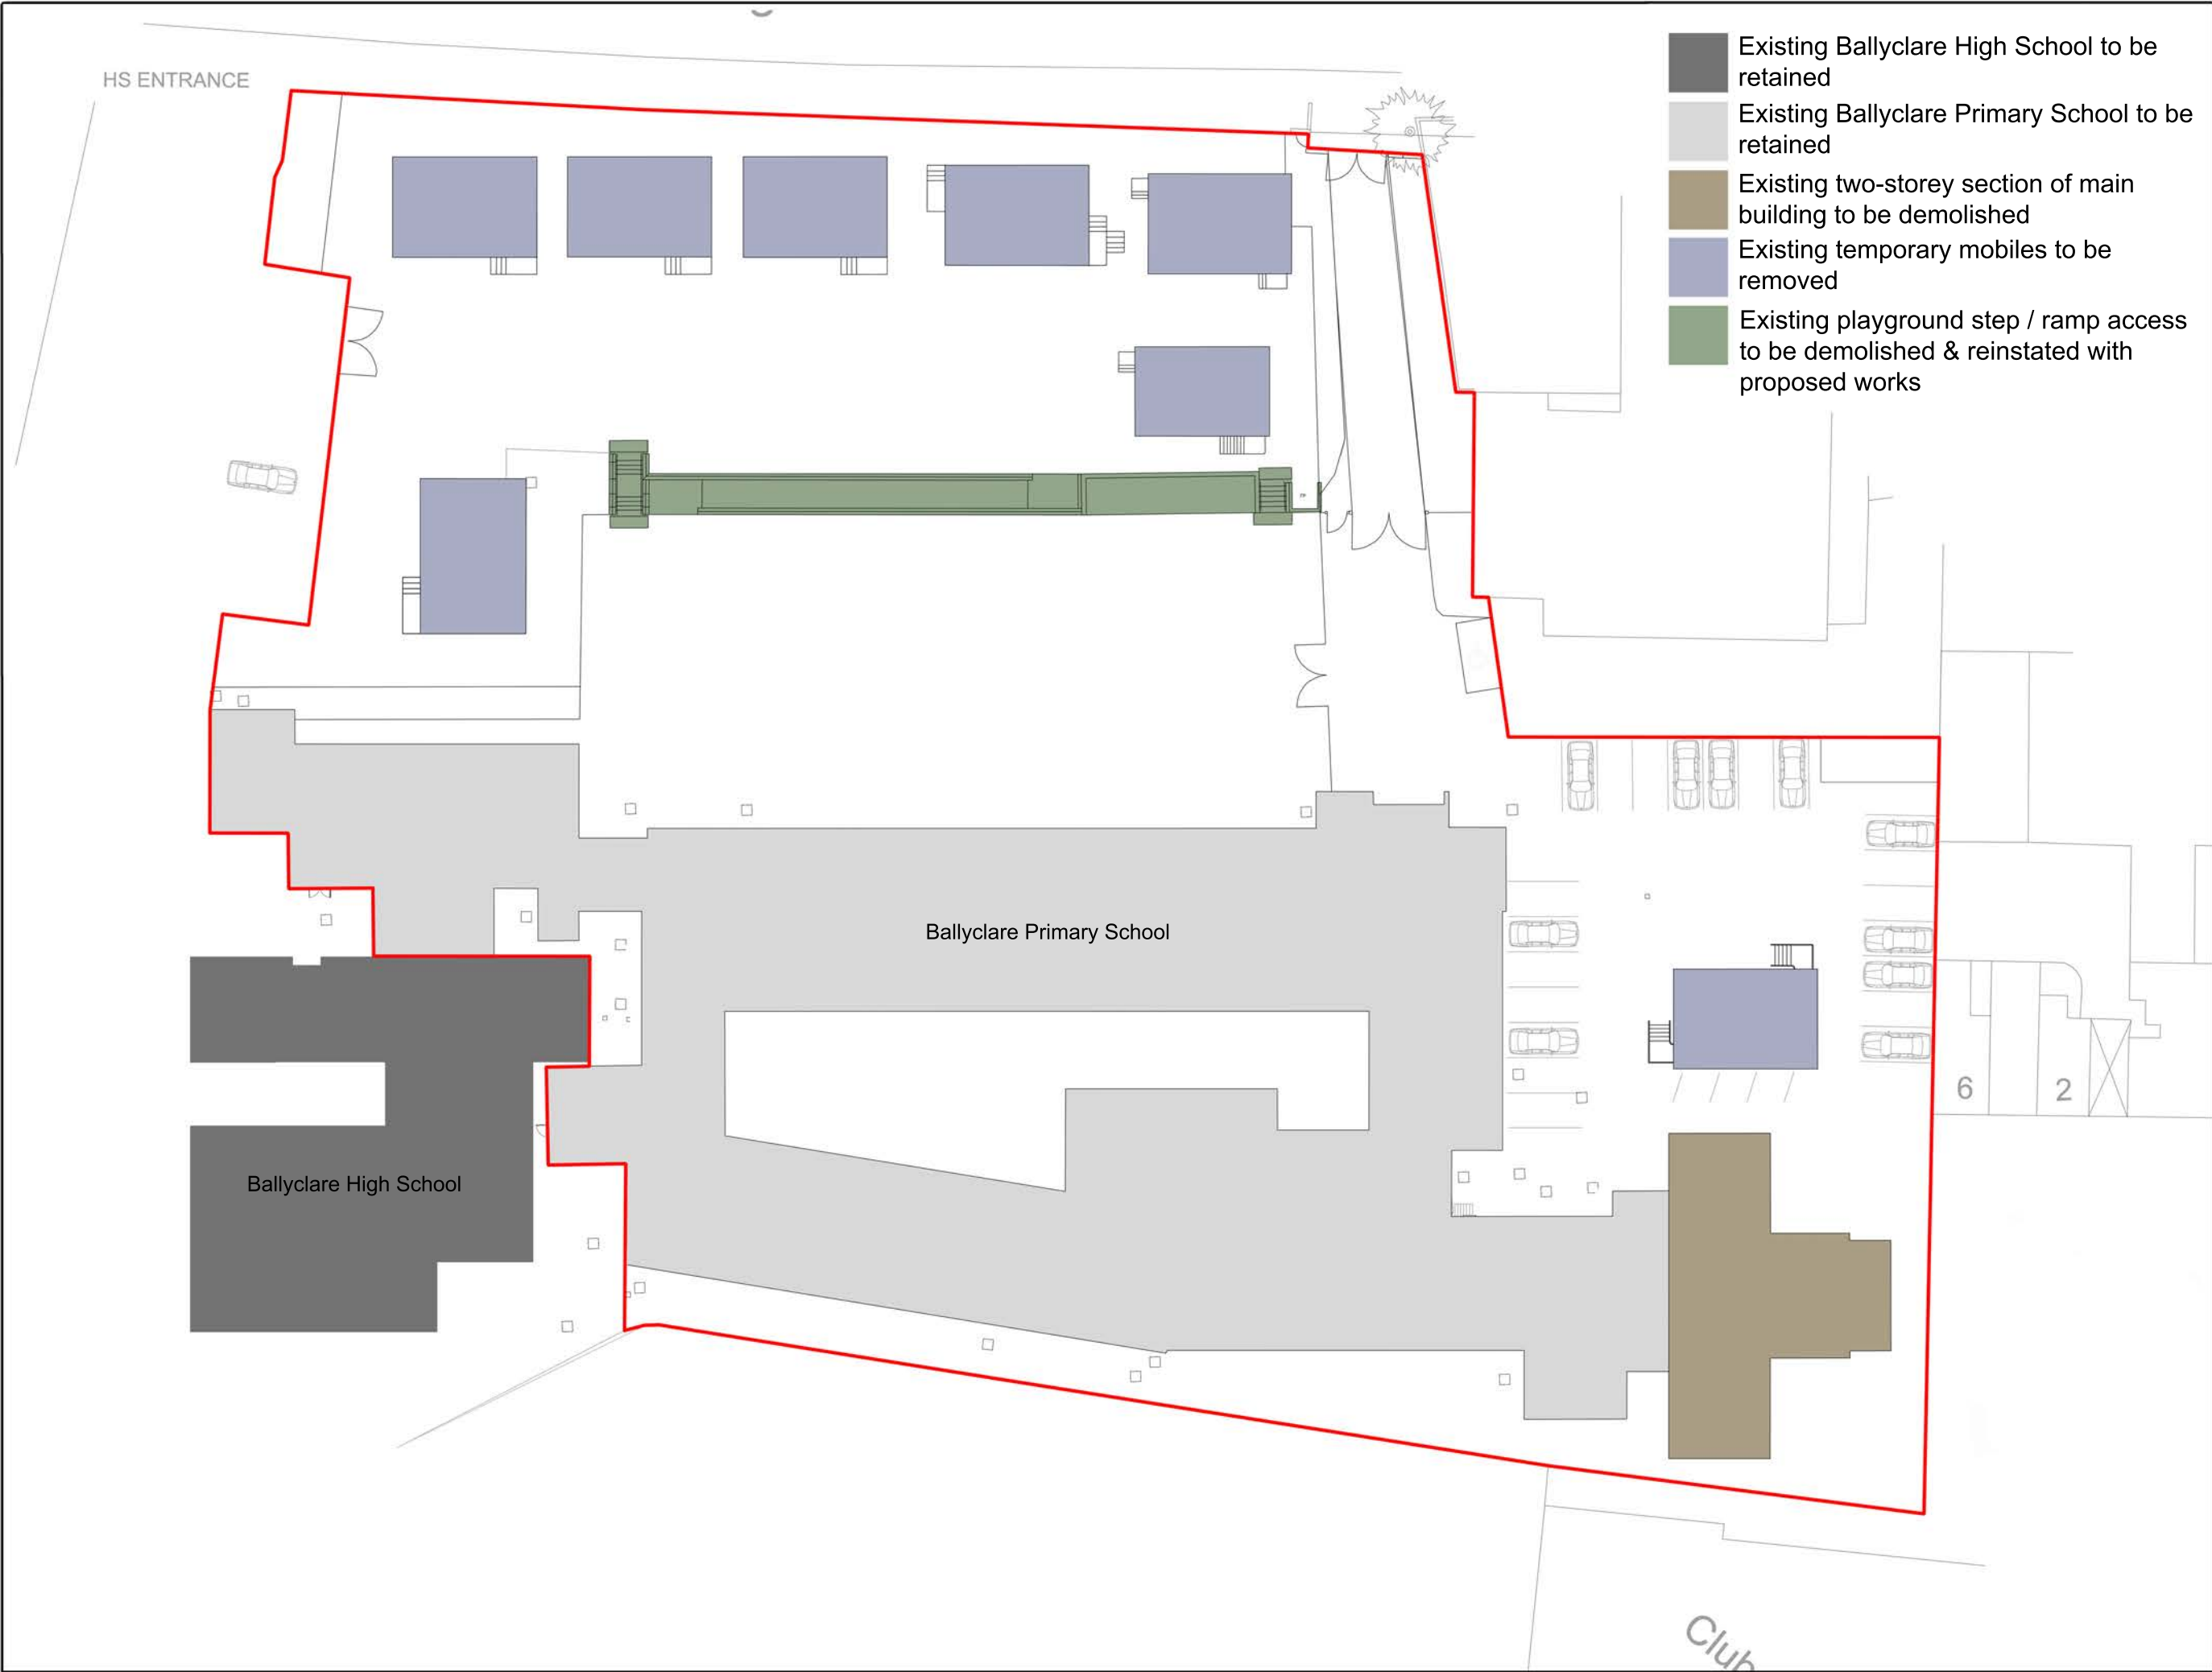 HS ENTRANCE
Existing Ballyclare High School to be
retained
Existing Ballyclare Primary School to be
retained
Existing two-storey section of main
building to be demolished
Existing temporary mobiles to be
removed
Existing playground step / ramp access
to be demolished & reinstated with
proposed works
Ballyclare Primary School
6
2
Ballyclare High School
Club